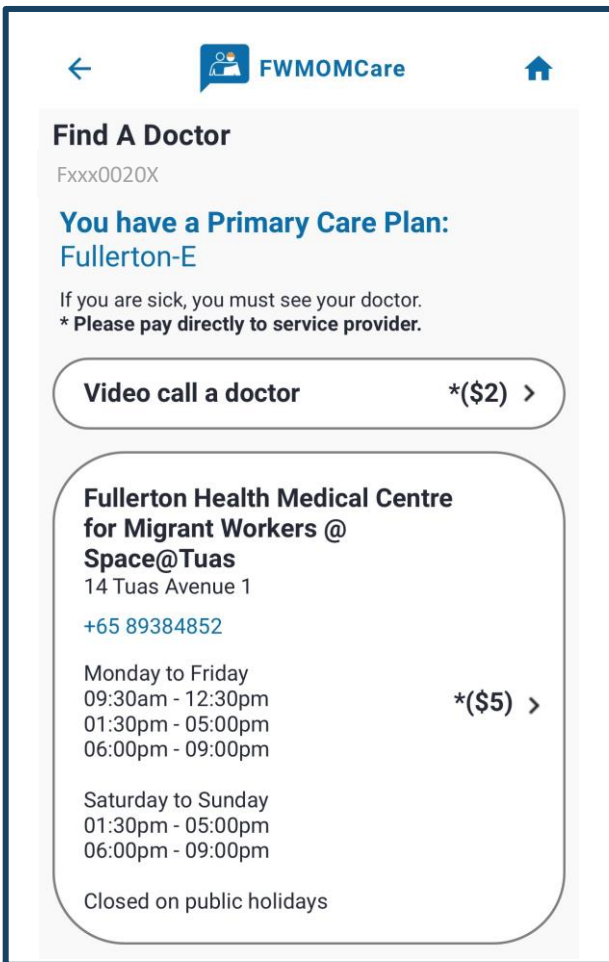 FWMOMCare
Find A Doctor
Fxxx0020X
You have a Primary Care Plan:
Fullerton-E
If you are sick, you must see your doctor.
* Please pay directly to service provider.
Video call a doctor *($2) >
Fullerton Health Medical Centre
for Migrant Workers @
Space@Tuas
14 Tuas Avenue 1
+65 89384852
Monday to Friday
09:30am - 12:30pm
*($5) >
01:30pm - 05:00pm
06:00pm - 09:00pm
Saturday to Sunday
01:30pm - 05:00pm
06:00pm - 09:00pm
Closed on public holidays